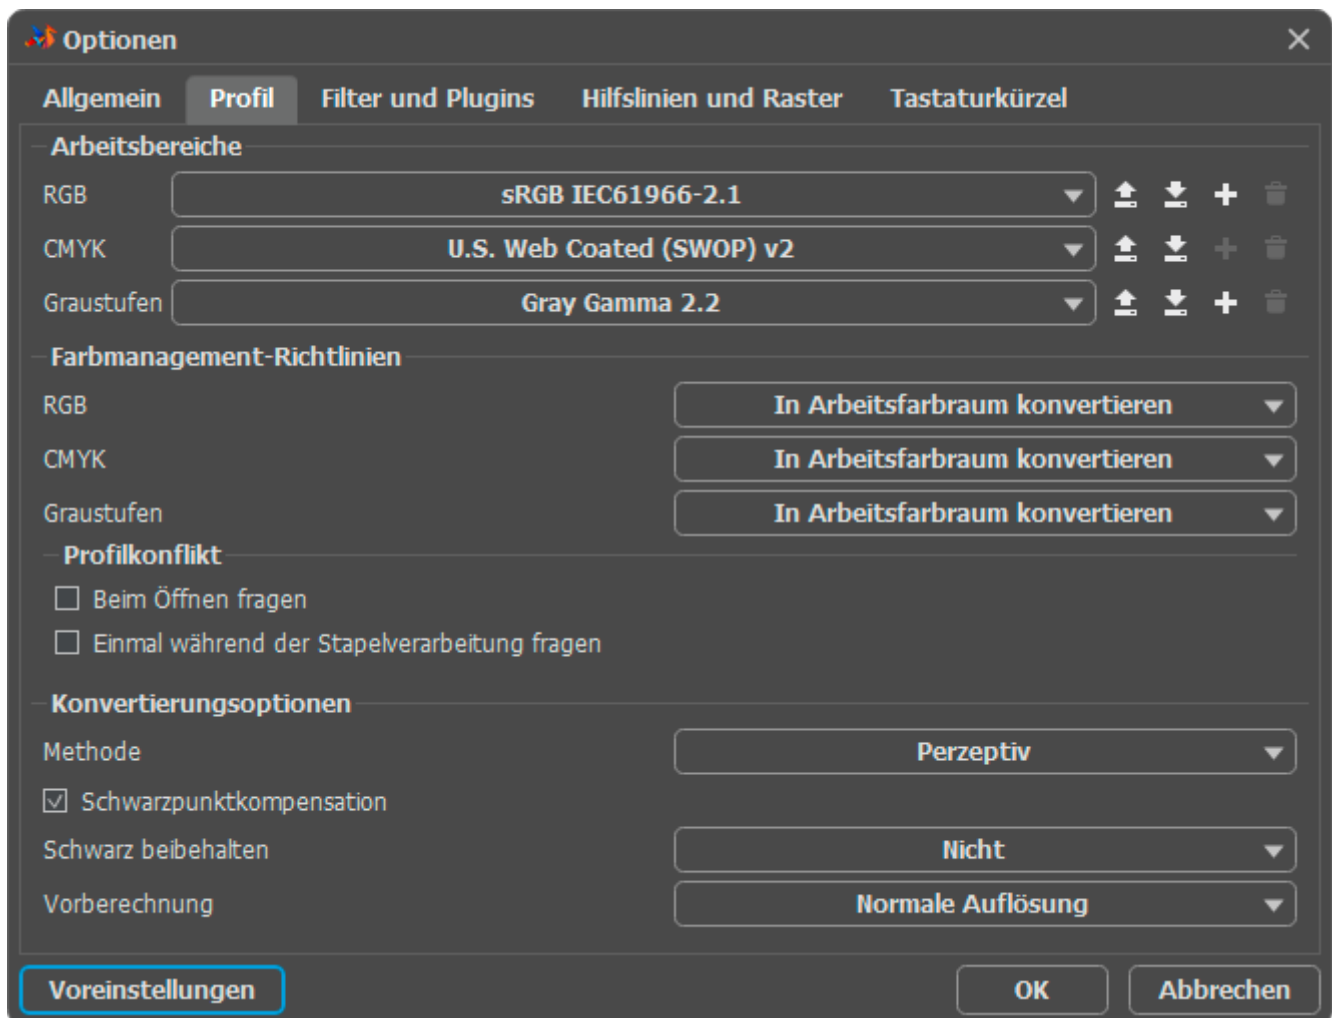 Optionen
Allgemein Profil Filter und Plugins Hilfslinien und Raster Tastaturkürzel
Arbeitsbereiche
RGB sRGB IEC61966-2.1
CMYK U.S. Web Coated (SWOP) v2
Graustufen Gray Gamma 2.2
Farbmanagement-Richtlinien
RGB In Arbeitsfarbraum konvertieren
CMYK In Arbeitsfarbraum konvertieren
Graustufen In Arbeitsfarbraum konvertieren
Profilkonflikt
Beim Öffnen fragen
Einmal während der Stapelverarbeitung fragen
Konvertierungsoptionen
Methode Perzeptiv
Schwarzpunktkompensation
Schwarz beibehalten Nicht
Vorberechnung Normale Auflösung
Voreinstellungen OK Abbrechen